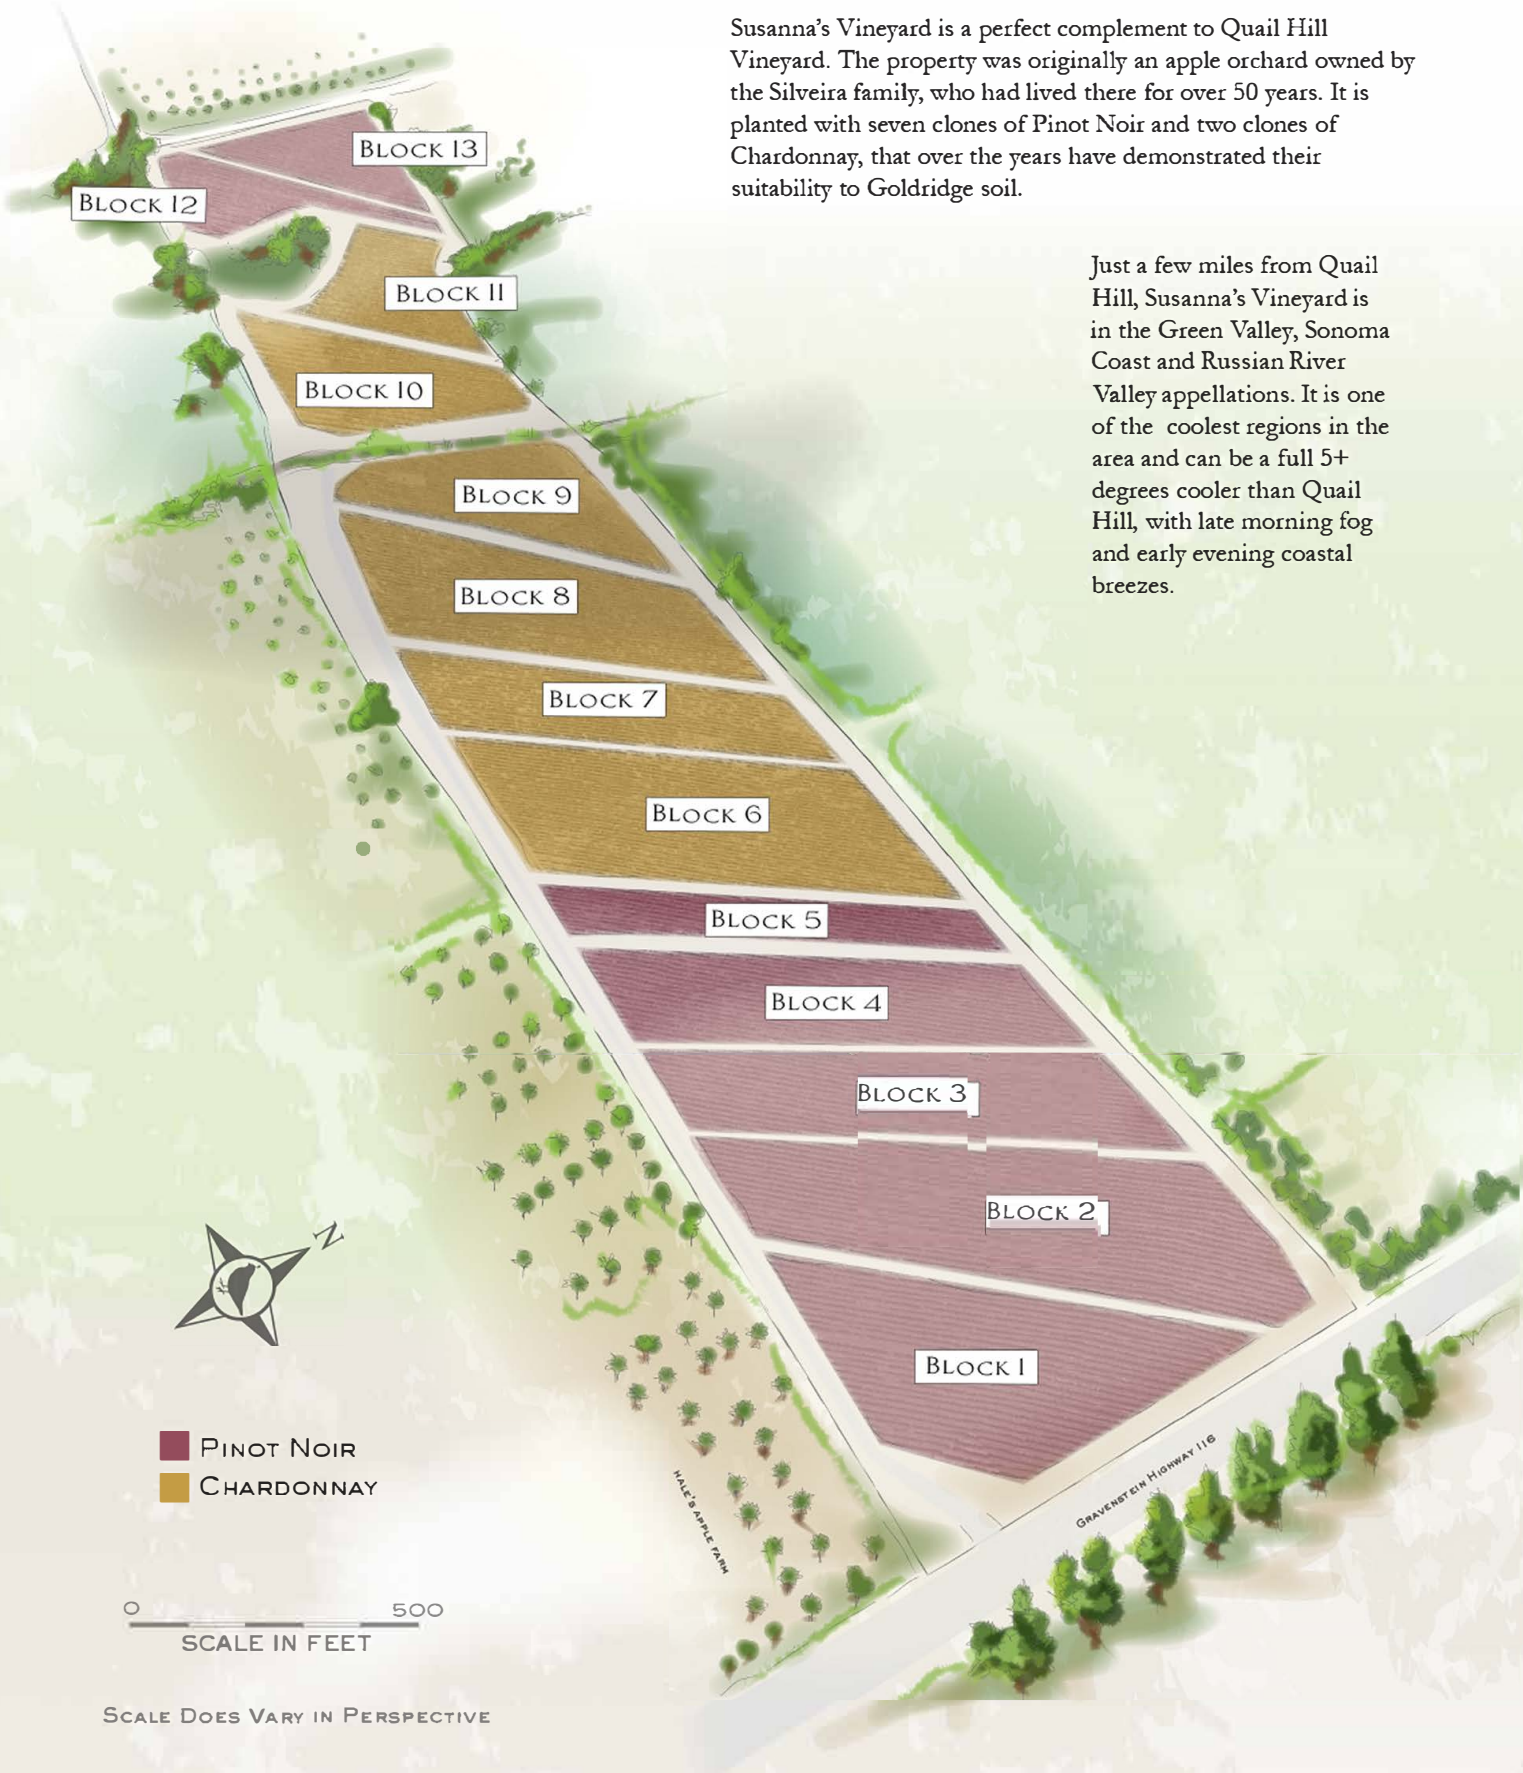 Susanna's Vineyard is a perfect complement to Quail Hill
Vineyard. The property was originally an apple orchard owned by
the Silveira family, who had lived there for over 50 years. It is
planted with seven clones of Pinot Noir and two clones of
Chardonnay, that over the years have demonstrated their
suitability to Goldridge soil.
Just a few miles from Quail
Hill, Susanna's Vineyard is
in the Green Valley, Sonoma
Coast and Russian River
Valley appellations. It is one
of the coolest regions in the
area and can be a full 5+
degrees cooler than Quail
Hill, with late morning fog
and early evening coastal
breezes.
BLOCK 13
BLOCK 12
BLOCK 11
BLOCK 10
BLOCK 9
BLOCK 8
BLOCK 7
BLOCK 6
BLOCK 5
BLOCK 4
BLOCK 3
BLOCK 2
BLOCK 1
N
PINOT NOIR
CHARDONNAY
HALE'S APPLE FARM
GRAVENSTEIN HIGHWAY 116
0 500
SCALE IN FEET
SCALE DOES VARY IN PERSPECTIVE